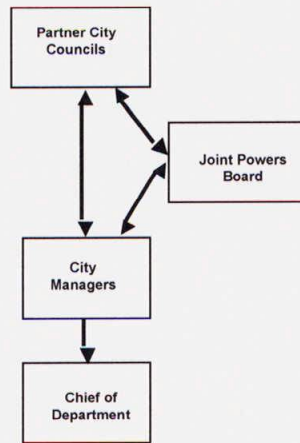 Partner City
Councils
Joint Powers
Board
City
Managers
Chief of
Department